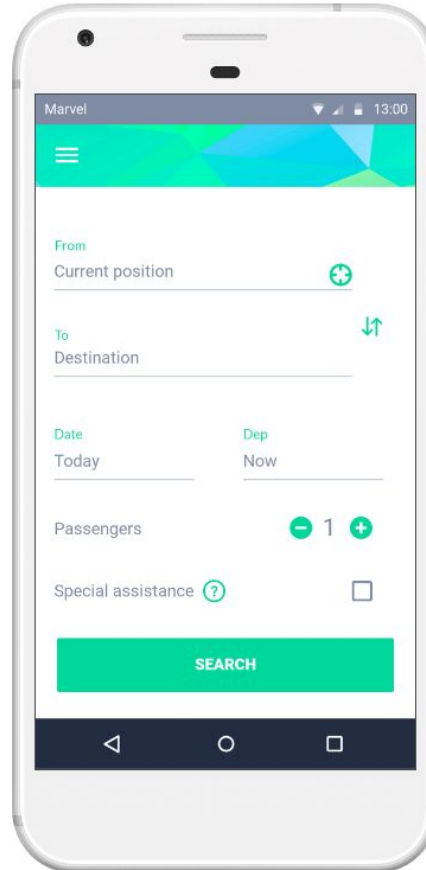 Marvel 13:00
From
Current position
To
Destination
Date Dep
Today Now
Passengers 1
Special assistance ?
SEARCH